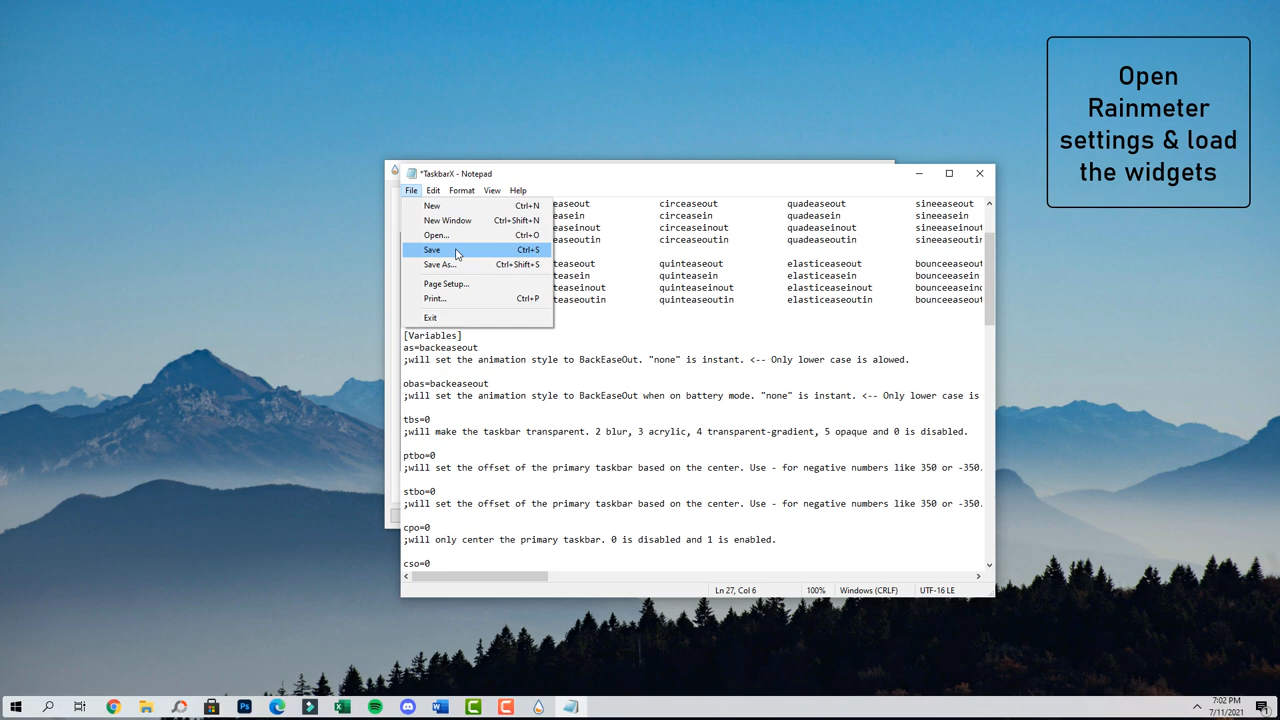 Open
Rainmeter
settings & load
the widgets
*TaskbarX - Notepad
File Edit Format View Help
New Ctrl+N
New Window Ctrl+Shift+N
Open... Ctrl+O
Save Ctrl+S
Save As... Ctrl+Shift+S
Page Setup...
Print... Ctrl+P
Exit
easeout circeaseout quadeaseout sineeaseout
easein circeasein quadeasein sineeasein
easeinout circeaseinout quadeaseinout sineeaseinou
easeoutin circeaseoutin quadeaseoutin sineeaseouti
teaseout quinteaseout elasticeaseout bounceeaseou
teasein quinteasein elasticeasein bounceeasein
teaseinout quinteaseinout elasticeaseinout bounceeaseinc
teaseoutin quinteaseoutin elasticeaseoutin bounceeaseout
[Variables]
as=backeaseout
;will set the animation style to BackEaseOut. "none" is instant. <-- Only lower case is alowed.
obas=backeaseout
;will set the animation style to BackEaseOut when on battery mode. "none" is instant. <-- Only lower case is
tbs=0
;will make the taskbar transparent. 2 blur, 3 acrylic, 4 transparent-gradient, 5 opaque and 0 is disabled.
ptbo=0
;will set the offset of the primary taskbar based on the center. Use - for negative numbers like 350 or -350.
stbo=0
;will set the offset of the primary taskbar based on the center. Use - for negative numbers like 350 or -350.
cpo=0
;will only center the primary taskbar. 0 is disabled and 1 is enabled.
cso=0
Ln 27, Col 6 100% Windows (CRLF) UTF-16 LE
7:02 PM
7/11/2021